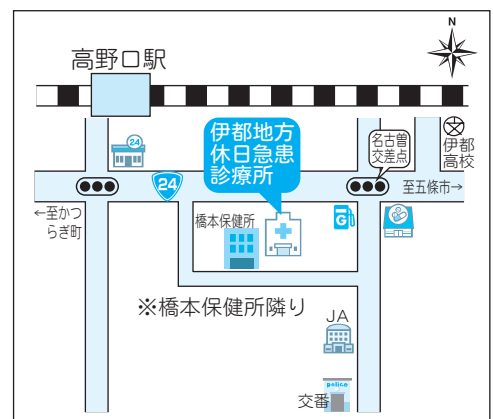 N
高野口駅
24
伊都地方
休日急患
診療所
名古曽
交差点
伊都
高校
24
至五條市→
←至かつ
らぎ町
橋本保健所
G
※橋本保健所隣り
JA
police
交番